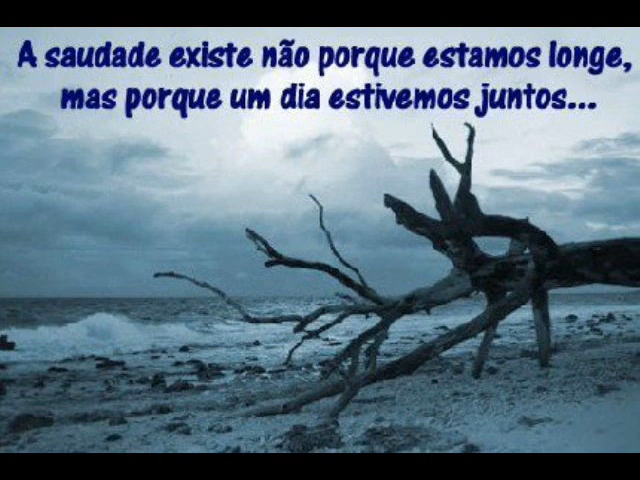 A saudade existe não porque estamos longe,
mas porque um dia estivemos juntos...